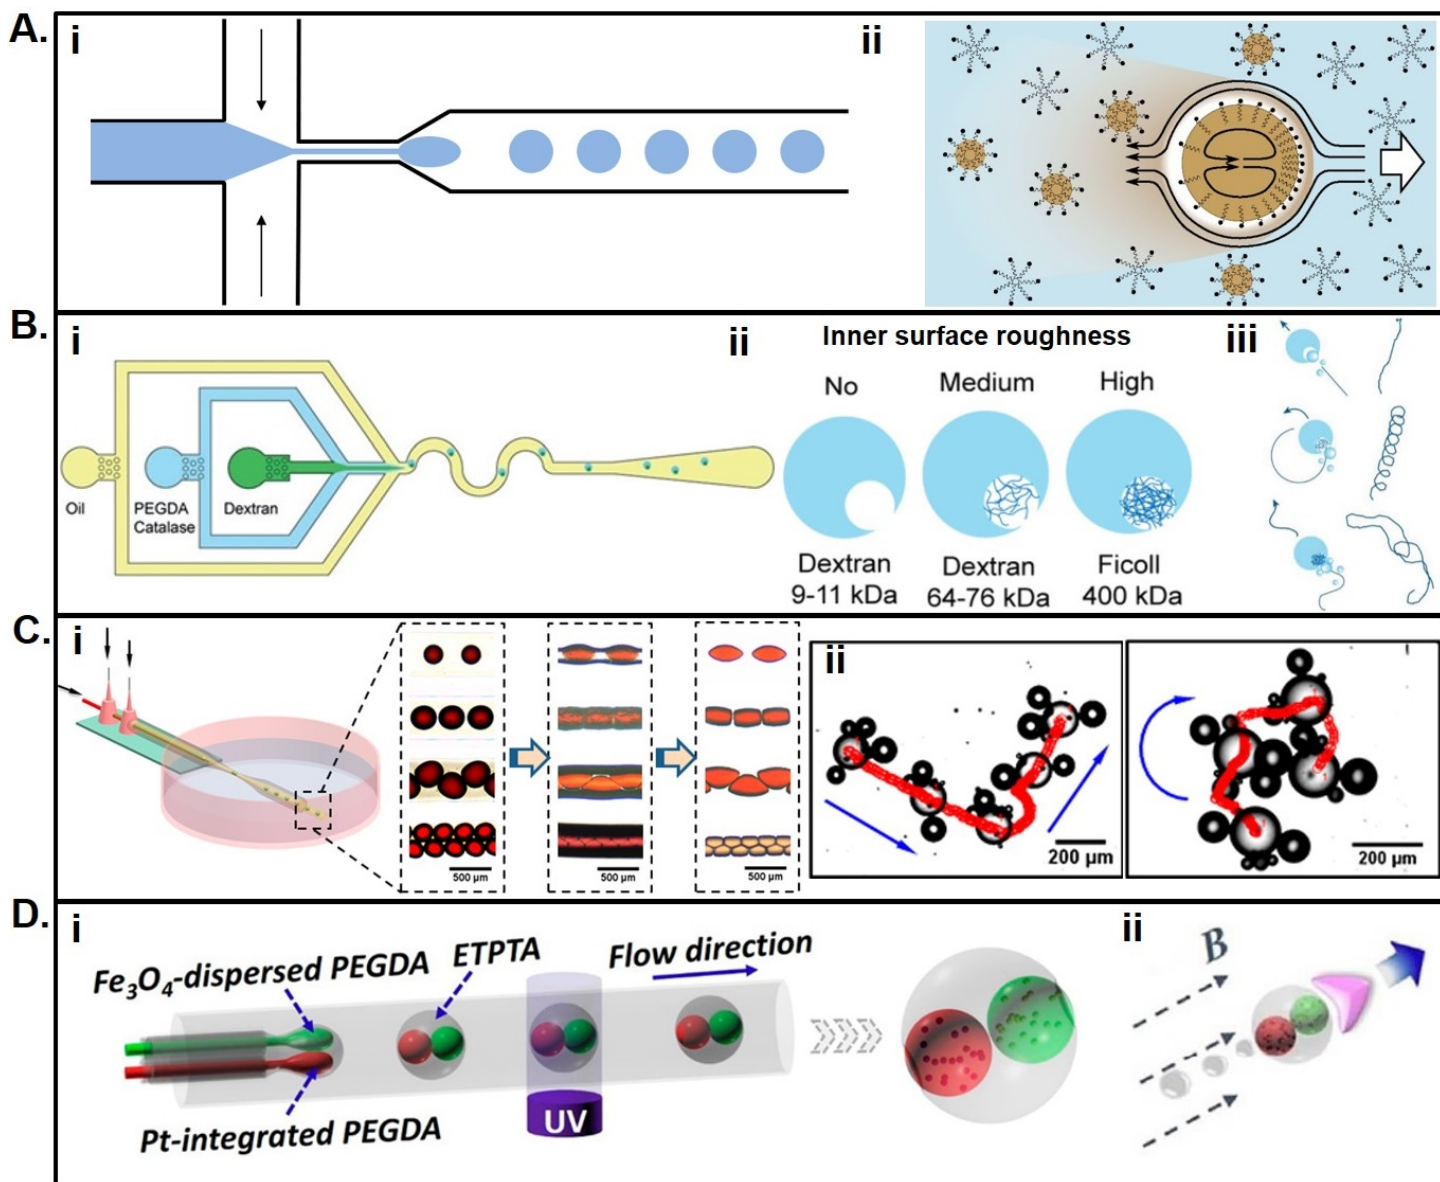 A.
i
ii
B.
i
ii
Inner surface roughness
iii
No
Medium
High
Oil
PEGDA
Catalase
Dextran
Dextran
9-11 kDa
Dextran
64-76 kDa
Ficoll
400 kDa
C.
i
500 µm
500 µm
500 µm
ii
200 µm
200 µm
D.
i
Fe3O4-dispersed PEGDA
ETPTA
Flow direction
UV
Pt-integrated PEGDA
ii
B